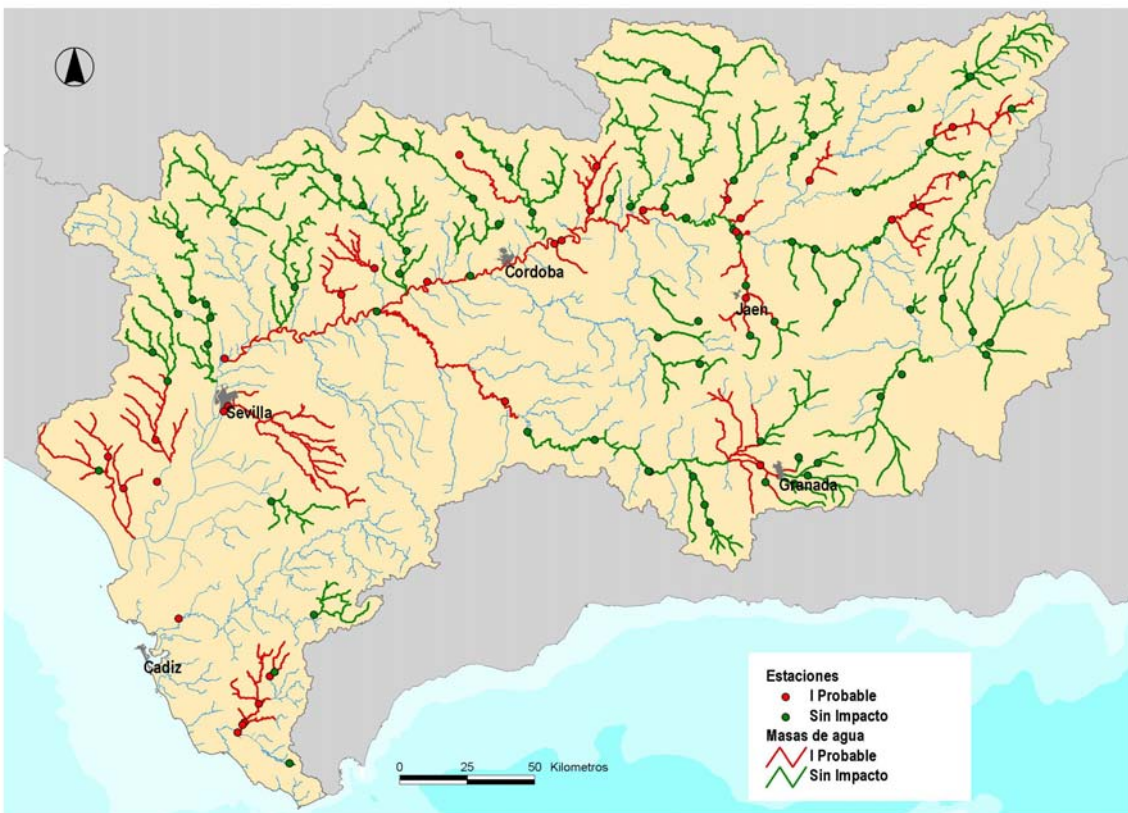 Cordoba
Jaen
Sevilla
Granada
Cadiz
Estaciones
I Probable
Sin Impacto
Masas de agua
I Probable
Sin Impacto
0 25 50 Kilometros